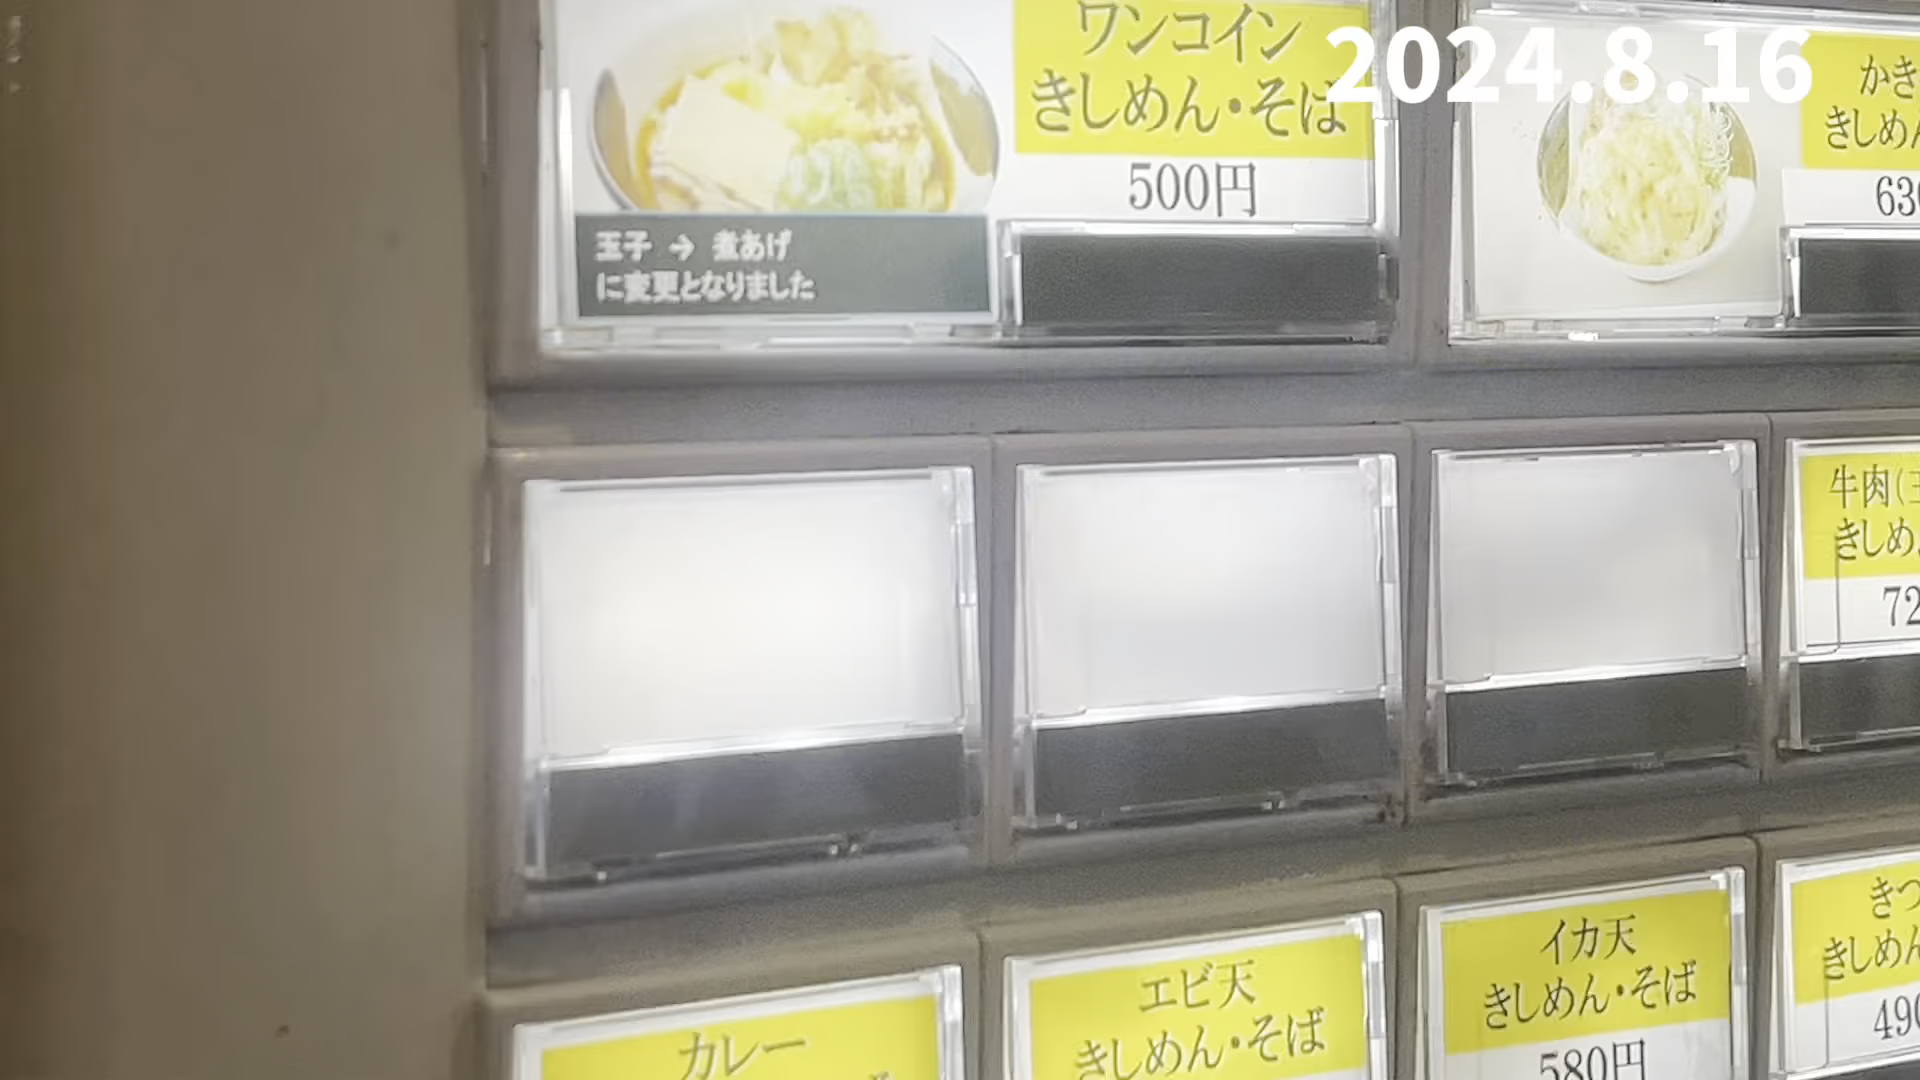 ワンコイン
きしめん・そば
500円
玉子 → 煮あげ
に変更となりました
2024.8.16
かき
きしめん
630
牛肉(
きしめ
72
カレー
エビ天
きしめん・そば
イカ天
きしめん・そば
580円
きつ
きしめん
490